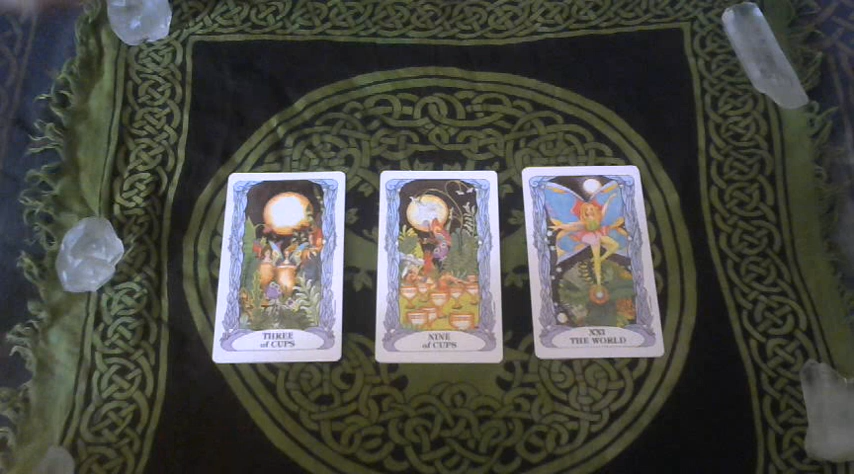 THREE
of CUPS
NINE
of CUPS
XXI
THE WORLD